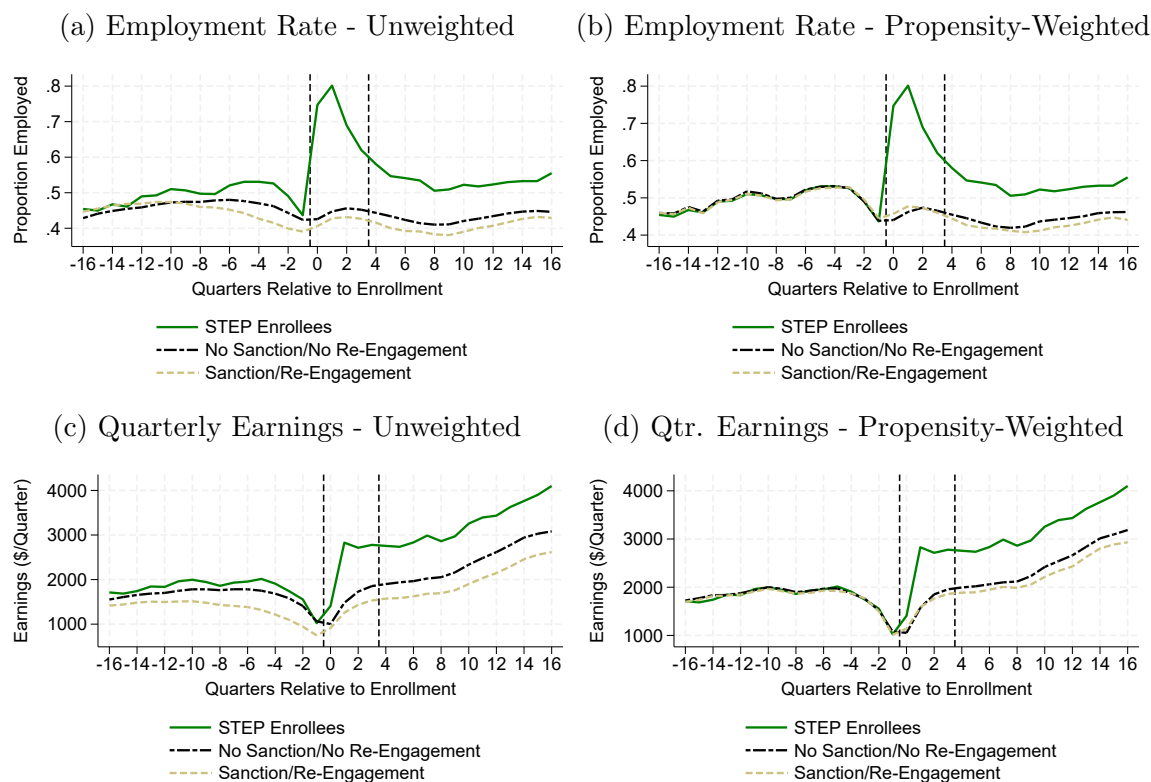 (a) Employment Rate - Unweighted
.8
.7
.6
.5
.4
Proportion Employed
-16 -14 -12 -10 -8 -6 -4 -2 0 2 4 6 8 10 12 14 16
Quarters Relative to Enrollment
STEP Enrollees
No Sanction/No Re-Engagement
Sanction/Re-Engagement
(b) Employment Rate - Propensity-Weighted
.8
.7
.6
.5
.4
Proportion Employed
-16 -14 -12 -10 -8 -6 -4 -2 0 2 4 6 8 10 12 14 16
Quarters Relative to Enrollment
STEP Enrollees
No Sanction/No Re-Engagement
Sanction/Re-Engagement
(c) Quarterly Earnings - Unweighted
4000
3000
2000
1000
Earnings ($/Quarter)
-16 -14 -12 -10 -8 -6 -4 -2 0 2 4 6 8 10 12 14 16
Quarters Relative to Enrollment
STEP Enrollees
No Sanction/No Re-Engagement
Sanction/Re-Engagement
(d) Qtr. Earnings - Propensity-Weighted
4000
3000
2000
1000
Earnings ($/Quarter)
-16 -14 -12 -10 -8 -6 -4 -2 0 2 4 6 8 10 12 14 16
Quarters Relative to Enrollment
STEP Enrollees
No Sanction/No Re-Engagement
Sanction/Re-Engagement